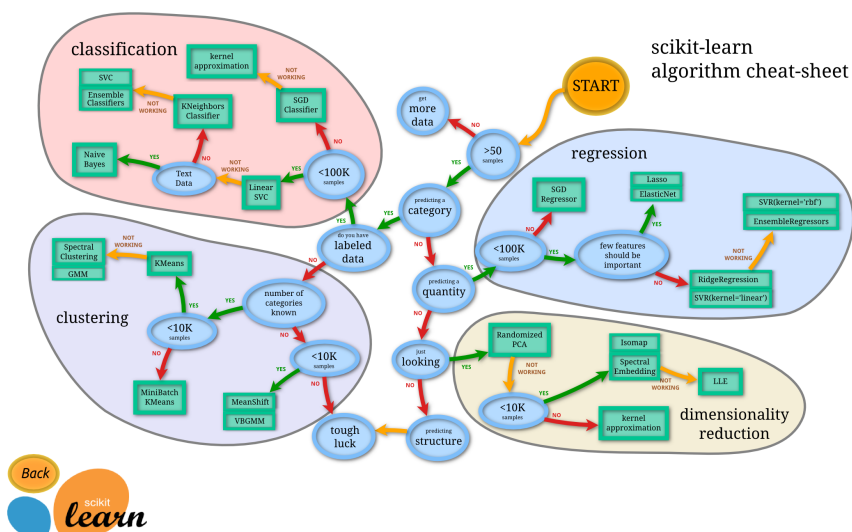 scikit-learn
algorithm cheat-sheet
classification
kernel
approximation
NOT
WORKING
START
SVC
Ensemble
Classifiers
NOT
WORKING
KNeighbors
Classifier
SGD
Classifier
get
more
data
NO
>50
samples
NO
YES
regression
Naive
Bayes
YES
Text
Data
NO
NOT
WORKING
Linear
SVC
YES
<100K
samples
YES
predicting a
category
YES
NO
do you have
labeled
data
NO
SGD
Regressor
NO
Lasso
ElasticNet
YES
SVR(kernel='rbf')
EnsembleRegressors
<100K
samples
YES
YES
few features
should be
important
NO
NOT
WORKING
RidgeRegression
SVR(kernel='linear')
predicting a
quantity
NO
Spectral
Clustering
GMM
NOT
WORKING
KMeans
YES
number of
categories
known
YES
NO
clustering
<10K
samples
NO
MiniBatch
KMeans
<10K
samples
YES
NO
MeanShift
VBGMM
just
looking
YES
NO
Randomized
PCA
NOT
WORKING
Isomap
Spectral
Embedding
NOT
WORKING
LLE
<10K
samples
YES
NO
kernel
approximation
dimensionality
reduction
tough
luck
predicting
structure
Back
scikit
learn